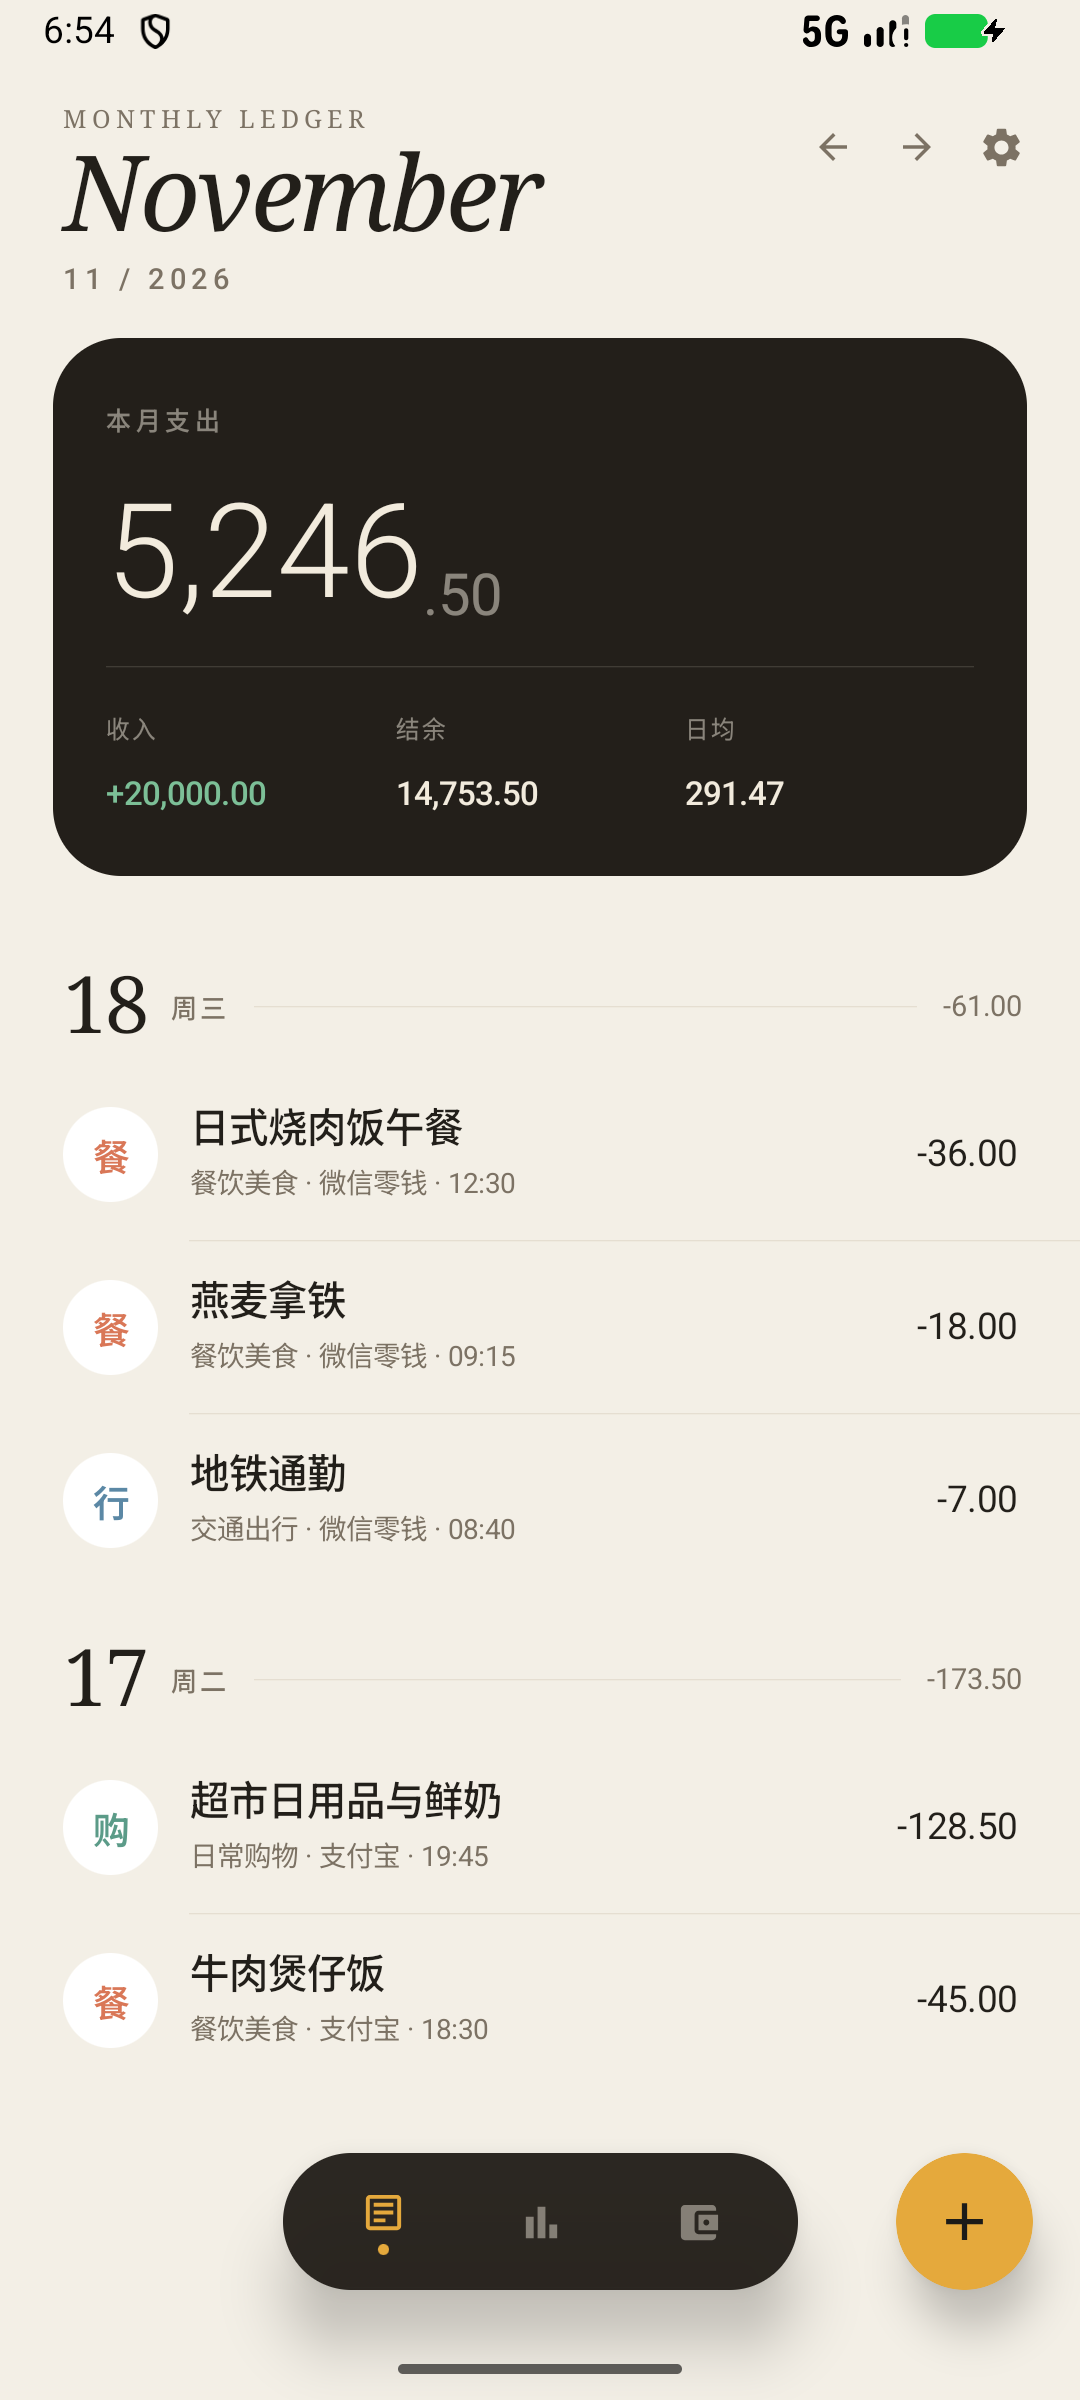 6:54
5G
MONTHLY LEDGER
November
11 / 2026
本月支出
5,246.50
收入 结余 日均
+20,000.00 14,753.50 291.47
18 周三 -61.00
餐 日式烧肉饭午餐 -36.00
餐饮美食 · 微信零钱 · 12:30
餐 燕麦拿铁 -18.00
餐饮美食 · 微信零钱 · 09:15
行 地铁通勤 -7.00
交通出行 · 微信零钱 · 08:40
17 周二 -173.50
购 超市日用品与鲜奶 -128.50
日常购物 · 支付宝 · 19:45
餐 牛肉煲仔饭 -45.00
餐饮美食 · 支付宝 · 18:30